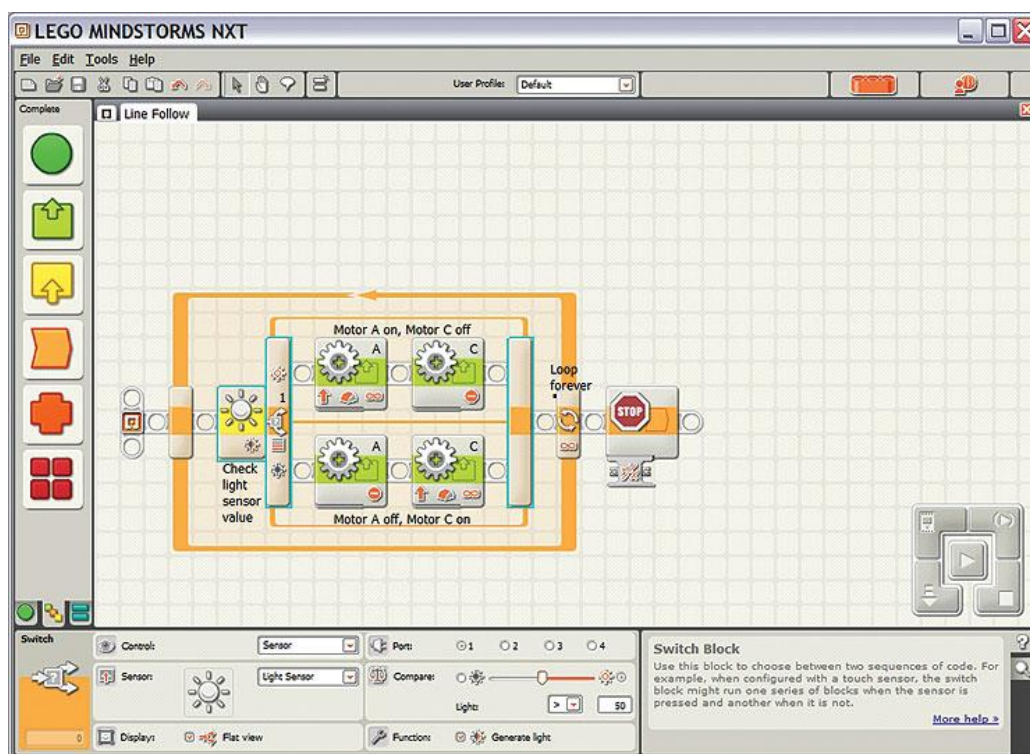 LEGO MINDSTORMS NXT
File Edit Tools Help
User Profile: Default
Complete
Line Follow
Motor A on, Motor C off
A C
Loop
forever
1
STOP
A C
Check
light
sensor
value
Motor A off, Motor C on
Switch
Control: Sensor
Port: 1 2 3 4
Sensor: Light Sensor
Compare:
Light: > 50
Display: Flat view
Function: Generate light
0
Switch Block
Use this block to choose between two sequences of code. For
example, when configured with a touch sensor, the switch
block might run one series of blocks when the sensor is
pressed and another when it is not.
More help »